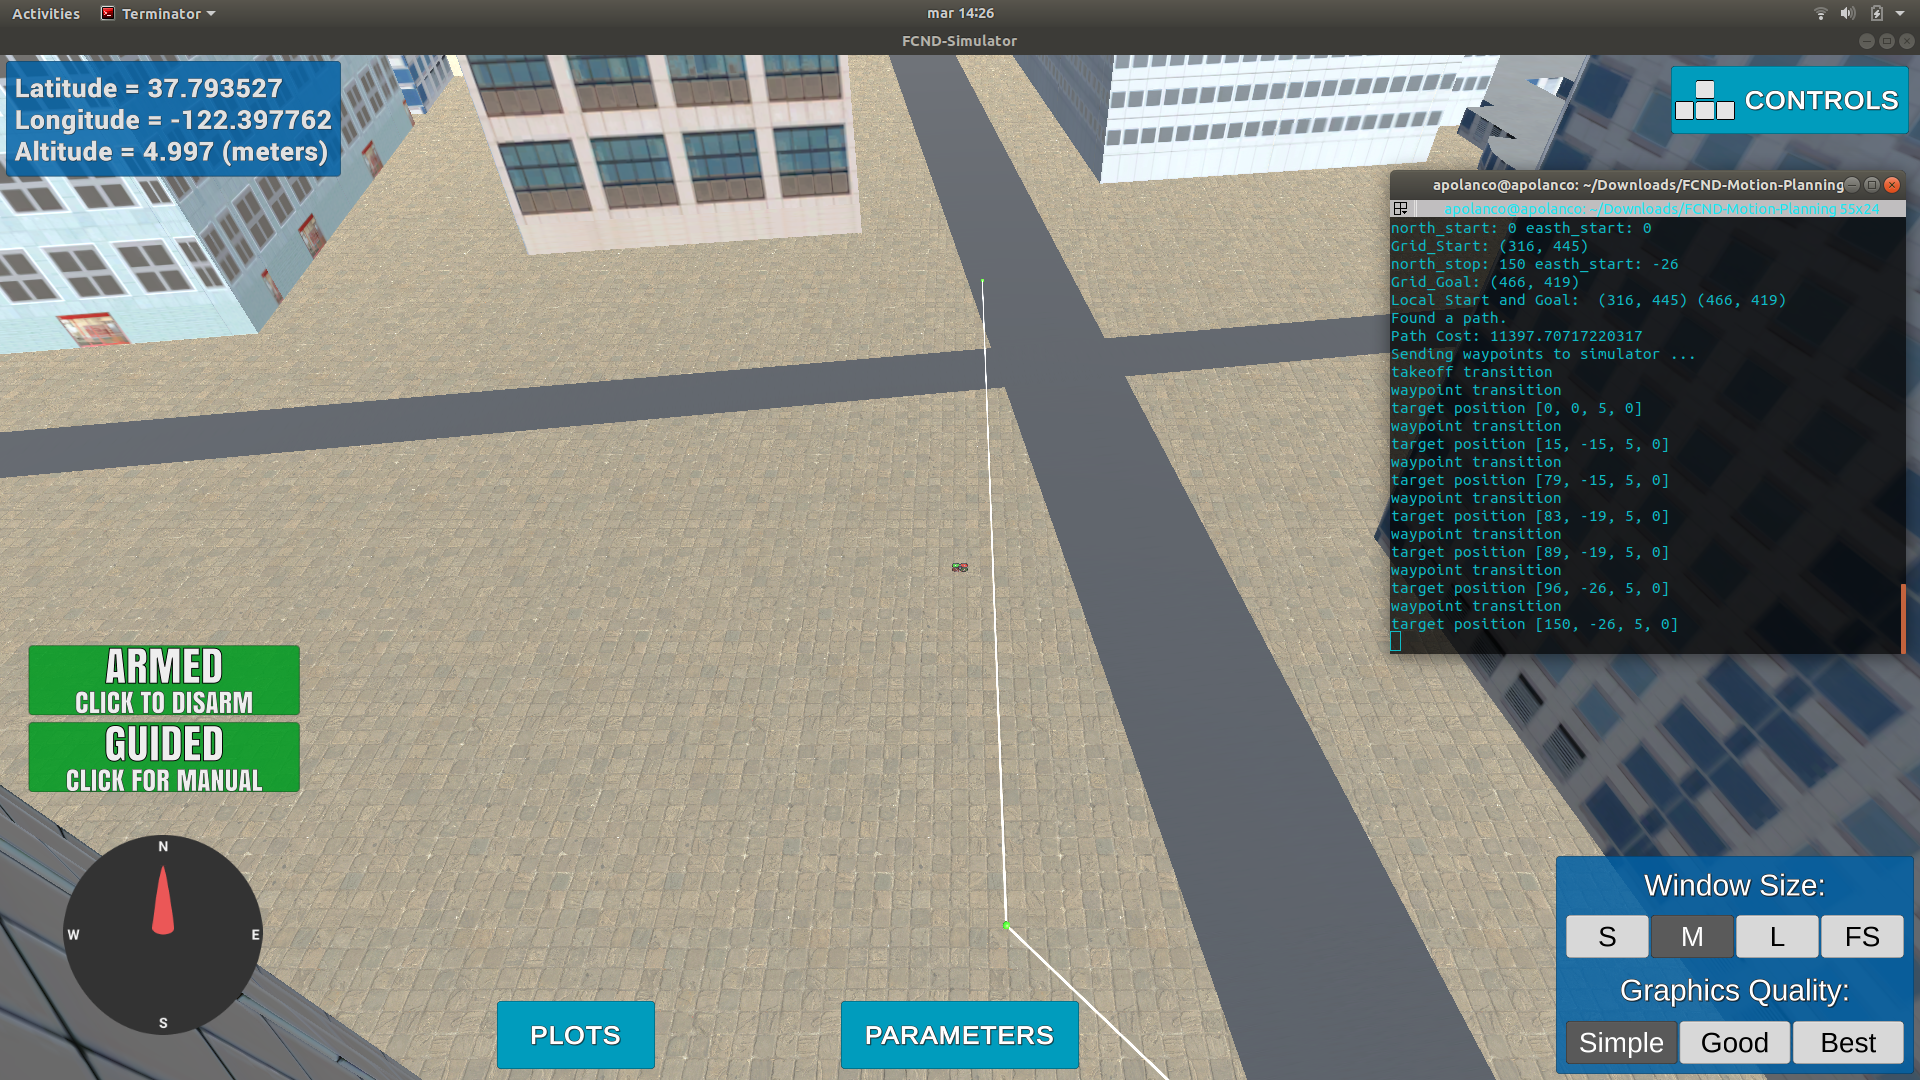 Activities
Terminator
mar 14:26
FCND-Simulator
Latitude = 37.793527
Longitude = -122.397762
Altitude = 4.997 (meters)
CONTROLS
apolanco@apolanco: ~/Downloads/FCND-Motion-Planning
apolanco@apolanco: ~/Downloads/FCND-Motion-Planning 55x24
north_start: 0 easth_start: 0
Grid_Start: (316, 445)
north_stop: 150 easth_start: -26
Grid_Goal: (466, 419)
Local Start and Goal:  (316, 445) (466, 419)
Found a path.
Path Cost: 11397.70717220317
Sending waypoints to simulator ...
takeoff transition
waypoint transition
target position [0, 0, 5, 0]
waypoint transition
target position [15, -15, 5, 0]
waypoint transition
target position [79, -15, 5, 0]
waypoint transition
target position [83, -19, 5, 0]
waypoint transition
target position [89, -19, 5, 0]
waypoint transition
target position [96, -26, 5, 0]
waypoint transition
target position [150, -26, 5, 0]
ARMED
CLICK TO DISARM
GUIDED
CLICK FOR MANUAL
N
W
E
S
PLOTS
PARAMETERS
Window Size:
S M L FS
Graphics Quality:
Simple Good Best